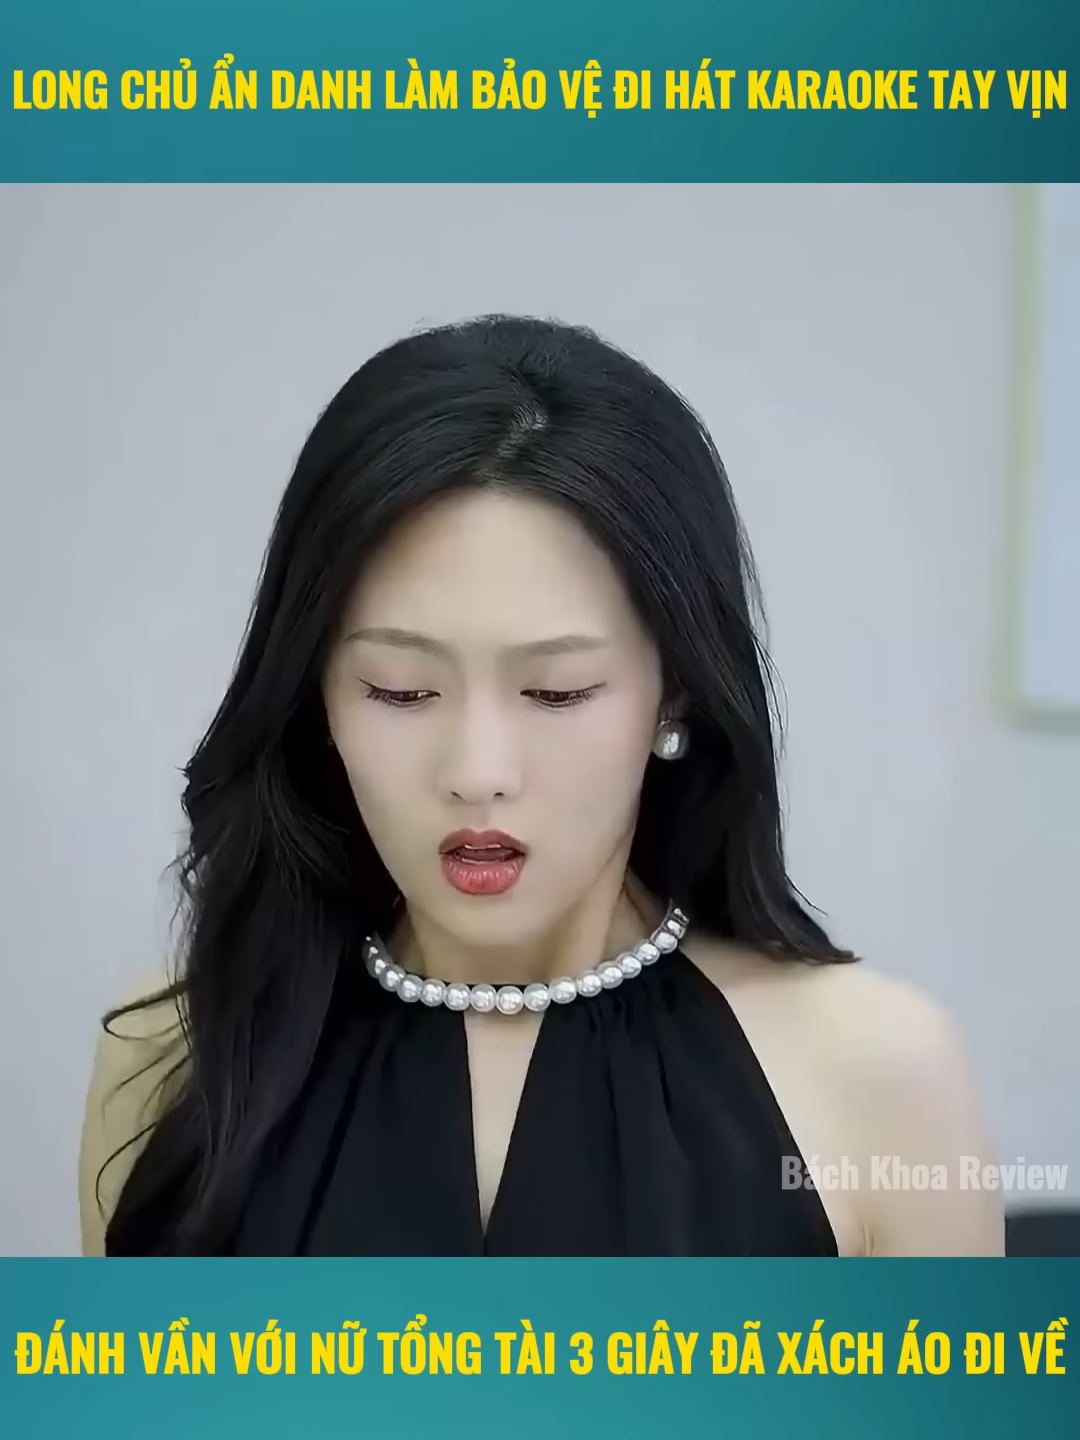 LONG CHỦ ẨN DANH LÀM BẢO VỆ ĐI HÁT KARAOKE TAY VỊN
Bách Khoa Review
ĐÁNH VẦN VỚI NỮ TỔNG TÀI 3 GIÂY ĐÃ XÁCH ÁO ĐI VỀ